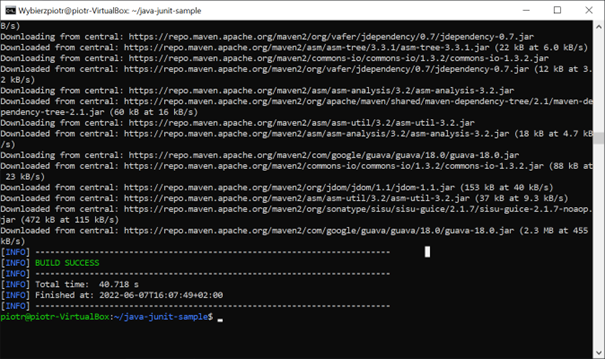 Wybierzpiotr@piotr-VirtualBox: ~/java-junit-sample
B/s)
Downloading from central: https://repo.maven.apache.org/maven2/org/vafer/jdependency/0.7/jdependency-0.7.jar
Downloaded from central: https://repo.maven.apache.org/maven2/asm/asm-tree/3.3.1/asm-tree-3.3.1.jar (22 kB at 6.0 kB/s)
Downloading from central: https://repo.maven.apache.org/maven2/commons-io/commons-io/1.3.2/commons-io-1.3.2.jar
Downloaded from central: https://repo.maven.apache.org/maven2/org/vafer/jdependency/0.7/jdependency-0.7.jar (12 kB at 3.
2 kB/s)
Downloading from central: https://repo.maven.apache.org/maven2/asm/asm-analysis/3.2/asm-analysis-3.2.jar
Downloaded from central: https://repo.maven.apache.org/maven2/org/apache/maven/shared/maven-dependency-tree/2.1/maven-de
pendency-tree-2.1.jar (60 kB at 16 kB/s)
Downloading from central: https://repo.maven.apache.org/maven2/asm/asm-util/3.2/asm-util-3.2.jar
Downloaded from central: https://repo.maven.apache.org/maven2/asm/asm-analysis/3.2/asm-analysis-3.2.jar (18 kB at 4.7 kB
/s)
Downloading from central: https://repo.maven.apache.org/maven2/com/google/guava/guava/18.0/guava-18.0.jar
Downloaded from central: https://repo.maven.apache.org/maven2/commons-io/commons-io/1.3.2/commons-io-1.3.2.jar (88 kB at
 23 kB/s)
Downloaded from central: https://repo.maven.apache.org/maven2/org/jdom/jdom/1.1/jdom-1.1.jar (153 kB at 40 kB/s)
Downloaded from central: https://repo.maven.apache.org/maven2/asm/asm-util/3.2/asm-util-3.2.jar (37 kB at 9.3 kB/s)
Downloaded from central: https://repo.maven.apache.org/maven2/org/sonatype/sisu/sisu-guice/2.1.7/sisu-guice-2.1.7-noaop.
jar (472 kB at 115 kB/s)
Downloaded from central: https://repo.maven.apache.org/maven2/com/google/guava/guava/18.0/guava-18.0.jar (2.3 MB at 455
kB/s)
[INFO] ------------------------------------------------------------------------
[INFO] BUILD SUCCESS
[INFO] ------------------------------------------------------------------------
[INFO] Total time:  40.718 s
[INFO] Finished at: 2022-06-07T16:07:49+02:00
[INFO] ------------------------------------------------------------------------
piotr@piotr-VirtualBox:~/java-junit-sample$